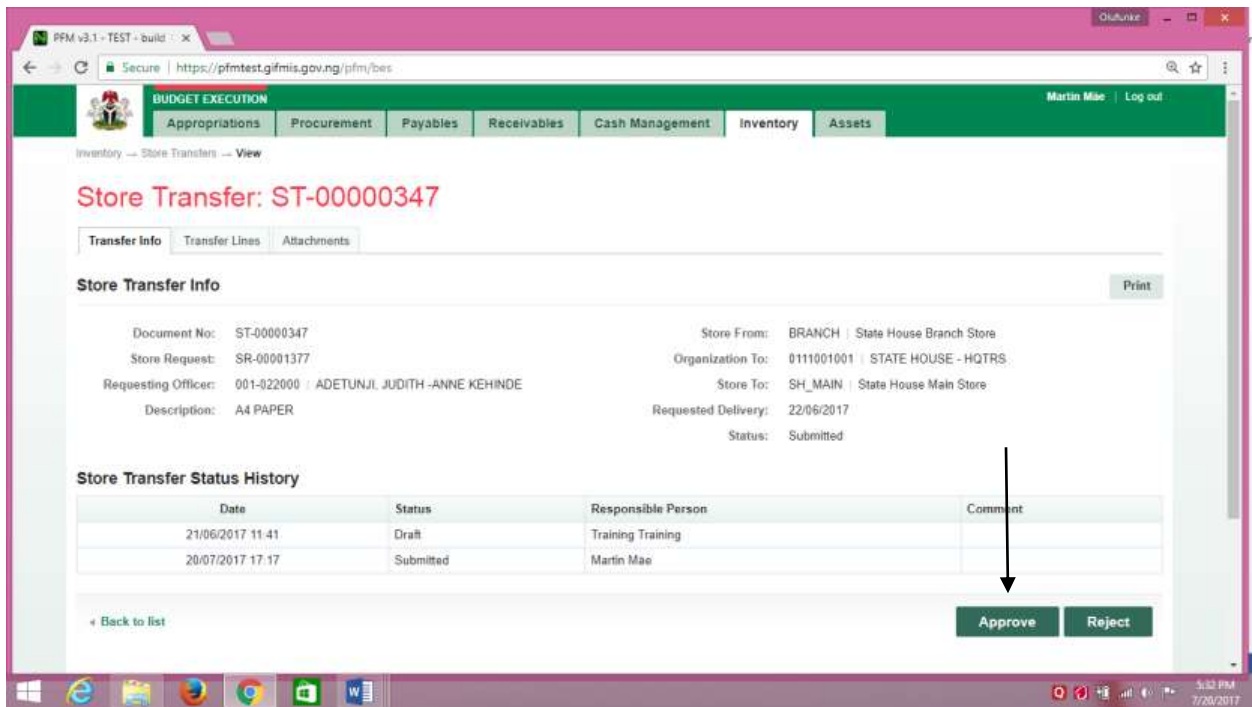 Olufunke
PFM v3.1 - TEST - build
Secure | https://pfmtest.gifmis.gov.ng/pfm/bes
BUDGET EXECUTION
Martin Mäe | Log out
Appropriations Procurement Payables Receivables Cash Management Inventory Assets
Inventory → Store Transfers → View
Store Transfer: ST-00000347
Transfer Info Transfer Lines Attachments
Store Transfer Info
Print
Document No: ST-00000347 Store From: BRANCH | State House Branch Store
Store Request: SR-00001377 Organization To: 0111001001 | STATE HOUSE - HQTRS
Requesting Officer: 001-022000 | ADETUNJI, JUDITH -ANNE KEHINDE Store To: SH_MAIN | State House Main Store
Description: A4 PAPER Requested Delivery: 22/06/2017
Status: Submitted
Store Transfer Status History
Date Status Responsible Person Comment
21/06/2017 11:41 Draft Training Training
20/07/2017 17:17 Submitted Martin Mäe
Back to list Approve Reject
5:32 PM
7/20/2017